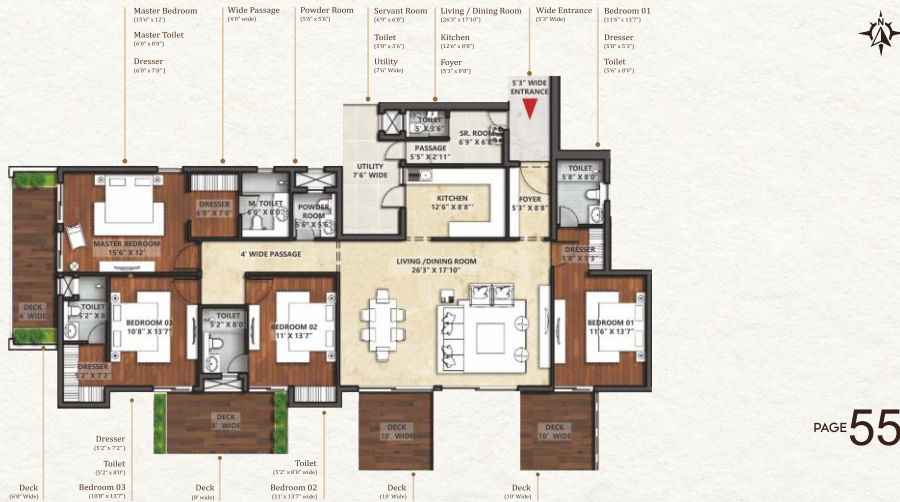 Master Bedroom
(15'6" x 12')
Master Toilet
(6'0" x 8'0")
Dresser
(6'0" x 7'0")
Wide Passage
(4'0" wide)
Powder Room
(5'6" x 5'6")
Servant Room
(6'9" x 6'8")
Toilet
(5'0" x 3'6")
Utility
(7'6" Wide)
Living / Dining Room
(26'3" x 17'10")
Kitchen
(12'6" x 8'8")
Foyer
(5'3" x 8'8")
Wide Entrance
(5'3" Wide)
Bedroom 01
(11'6" x 13'7")
Dresser
(5'8" x 5'3")
Toilet
(5'6" x 8'0")
N
5'3" WIDE
ENTRANCE
TOILET
5' X 3'6"
SR. ROOM
6'9" X 6'8"
PASSAGE
5'5" X 2'11"
UTILITY
7'6" WIDE
KITCHEN
12'6" X 8'8"
FOYER
5'3" X 8'8"
TOILET
5'8" X 8'0"
DRESSER
6'0" X 7'0"
M. TOILET
6'0" X 8'0"
POWDER
ROOM
5'6" X 5'6"
MASTER BEDROOM
15'6" X 12'
4' WIDE PASSAGE
LIVING /DINING ROOM
26'3" X 17'10"
DRESSER
5'8" X 5'3"
DECK
6' WIDE
TOILET
5'2" X 8'0"
BEDROOM 03
10'8" X 13'7"
TOILET
5'2" X 8'0"
BEDROOM 02
11' X 13'7"
BEDROOM 01
11'6" X 13'7"
DRESSER
5'2" X 7'2"
DECK
8' WIDE
DECK
10' WIDE
DECK
10' WIDE
PAGE 55
Deck
(6'0" Wide)
Dresser
(5'2" x 7'2")
Toilet
(5'2" x 8'0")
Bedroom 03
(10'8" x 13'7")
Deck
(8' wide)
Toilet
(5'2" x 8'0" wide)
Bedroom 02
(11' x 13'7" wide)
Deck
(10' Wide)
Deck
(10' Wide)